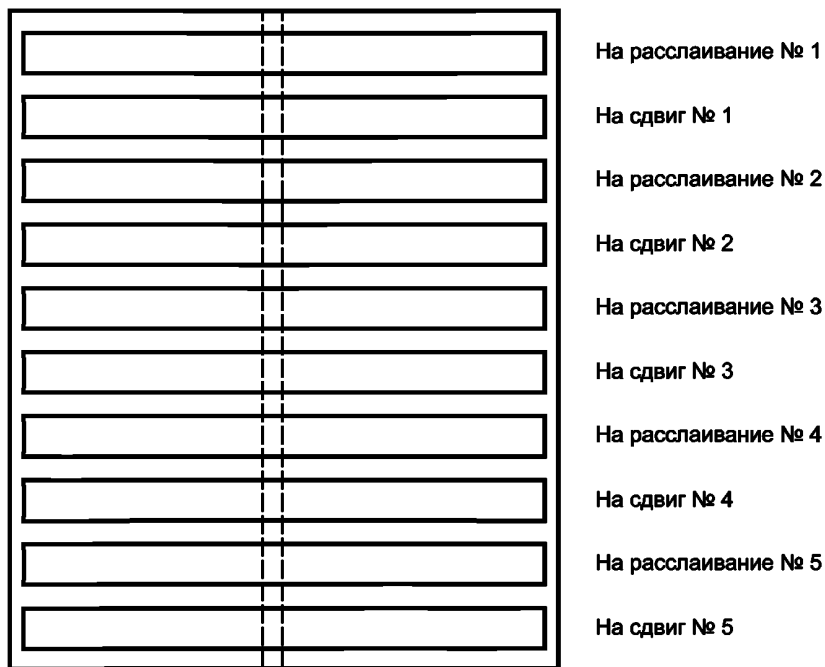 На расслаивание № 1
На сдвиг № 1
На расслаивание № 2
На сдвиг № 2
На расслаивание № 3
На сдвиг № 3
На расслаивание № 4
На сдвиг № 4
На расслаивание № 5
На сдвиг № 5